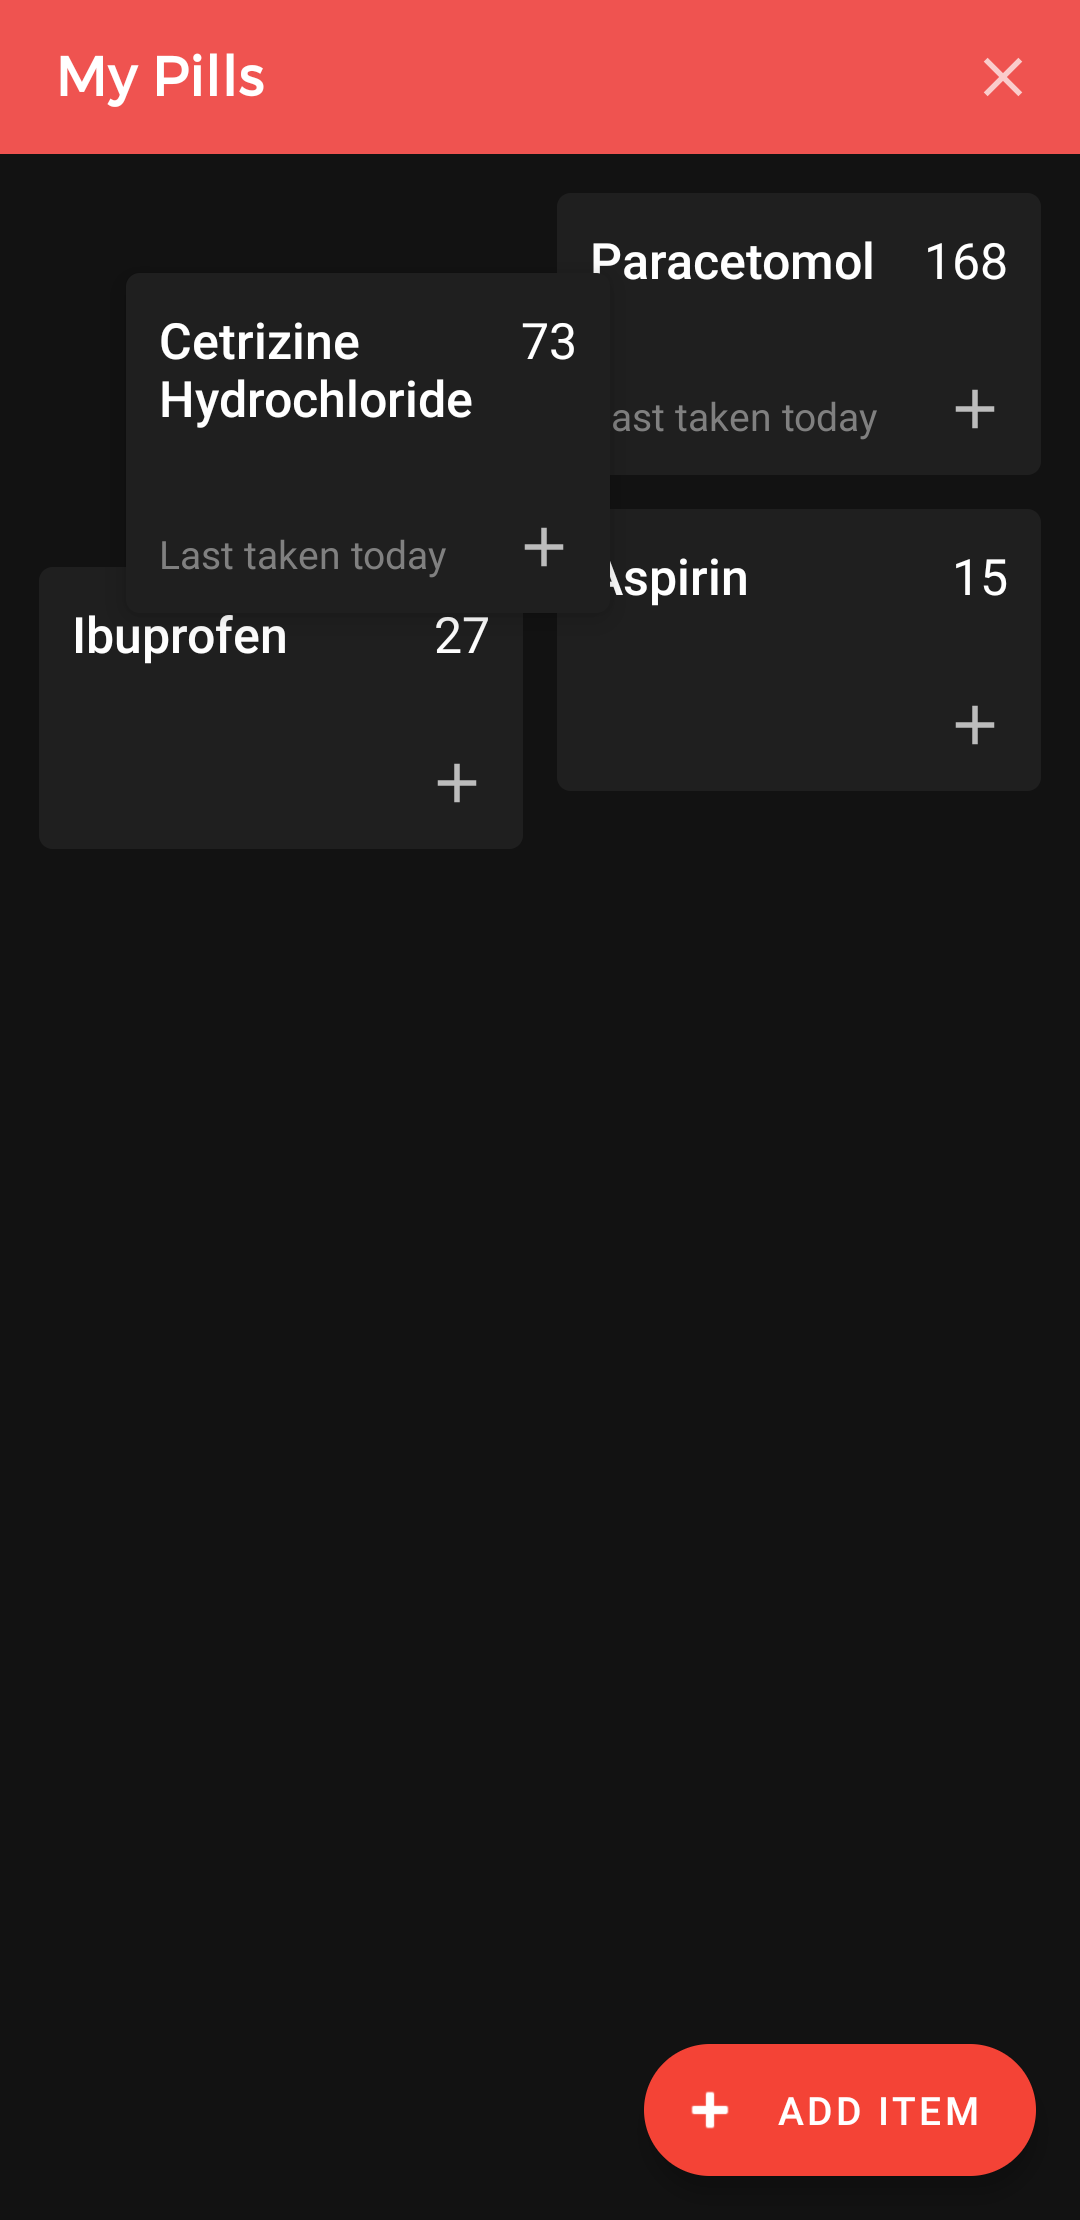 My Pills
Paracetomol 168
Cetrizine 73
Hydrochloride
ast taken today
Last taken today
Aspirin 15
Ibuprofen 27
ADD ITEM